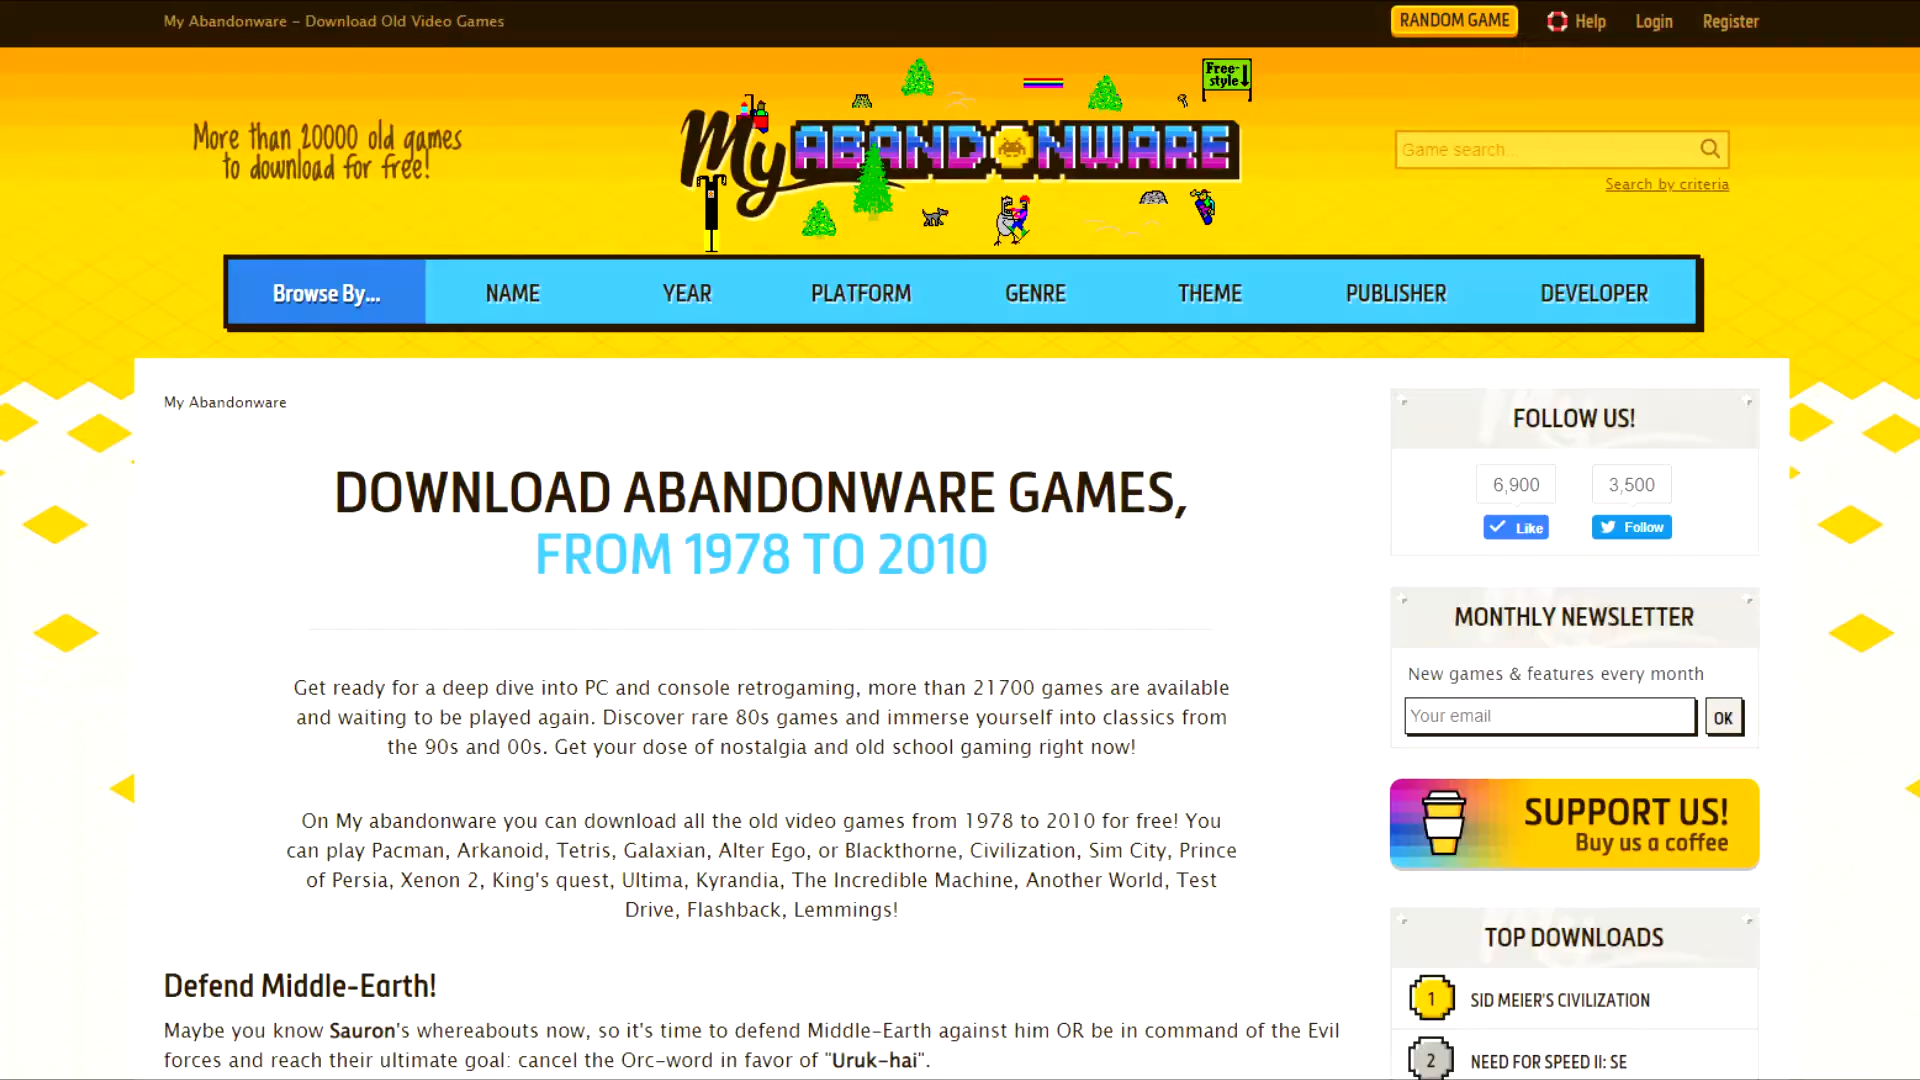 My Abandonware – Download Old Video Games
RANDOM GAME
Help
Login
Register
More than 20000 old games
to download for free!
My ABANDONWARE
Free-
style
Game search...
Search by criteria
Browse By...
NAME
YEAR
PLATFORM
GENRE
THEME
PUBLISHER
DEVELOPER
My Abandonware
DOWNLOAD ABANDONWARE GAMES,
FROM 1978 TO 2010
Get ready for a deep dive into PC and console retrogaming, more than 21700 games are available
and waiting to be played again. Discover rare 80s games and immerse yourself into classics from
the 90s and 00s. Get your dose of nostalgia and old school gaming right now!
On My abandonware you can download all the old video games from 1978 to 2010 for free! You
can play Pacman, Arkanoid, Tetris, Galaxian, Alter Ego, or Blackthorne, Civilization, Sim City, Prince
of Persia, Xenon 2, King's quest, Ultima, Kyrandia, The Incredible Machine, Another World, Test
Drive, Flashback, Lemmings!
Defend Middle-Earth!
Maybe you know Sauron's whereabouts now, so it's time to defend Middle-Earth against him OR be in command of the Evil
forces and reach their ultimate goal: cancel the Orc-word in favor of "Uruk-hai".
FOLLOW US!
6,900
3,500
Like
Follow
MONTHLY NEWSLETTER
New games & features every month
Your email
OK
SUPPORT US!
Buy us a coffee
TOP DOWNLOADS
1
SID MEIER'S CIVILIZATION
2
NEED FOR SPEED II: SE